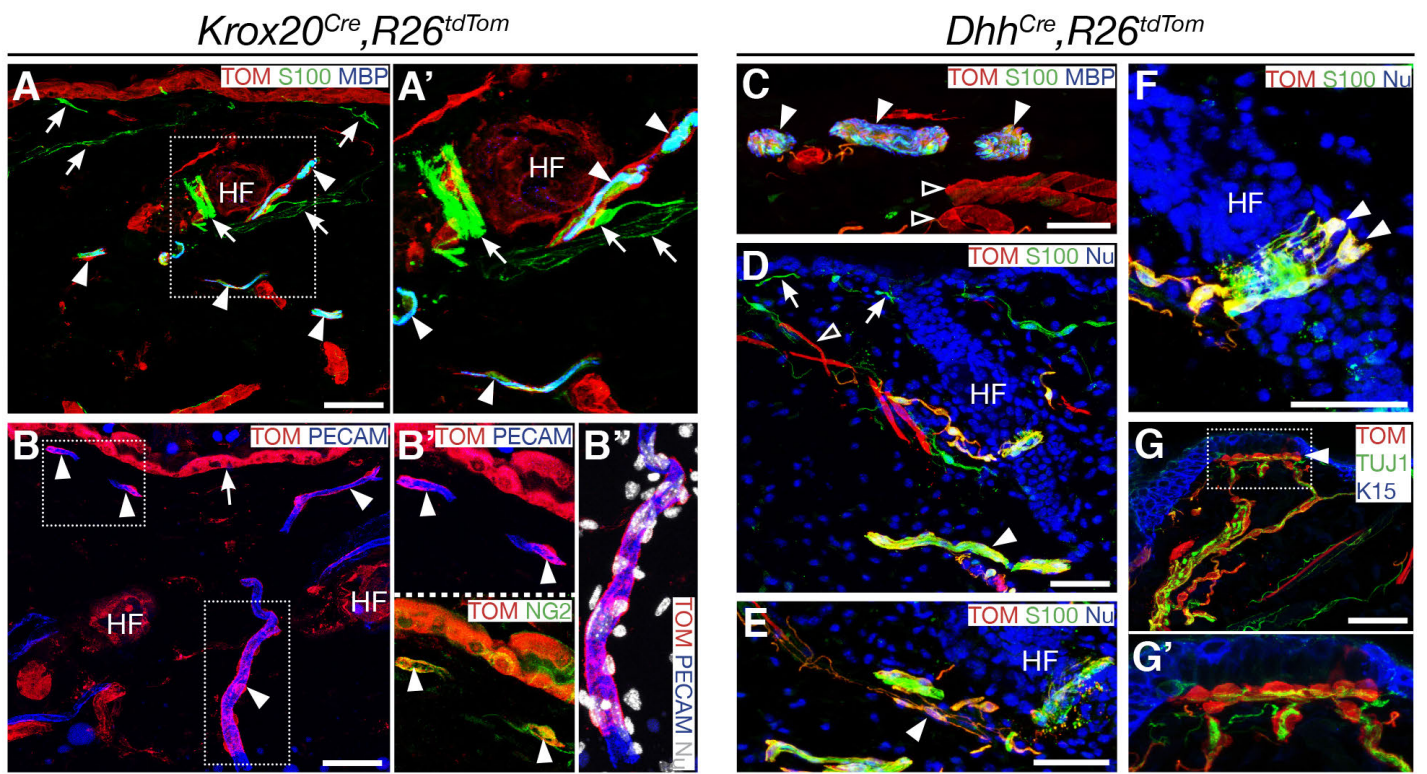 Krox20Cre,R26tdTom
DhhCre,R26tdTom
A
TOM S100 MBP
HF
A'
HF
B
TOM PECAM
HF
HF
B'
TOM PECAM
TOM NG2
B"
TOM PECAM Nu
C
TOM S100 MBP
D
TOM S100 Nu
HF
E
TOM S100 Nu
HF
F
TOM S100 Nu
HF
G
TOM
TUJ1
K15
G'